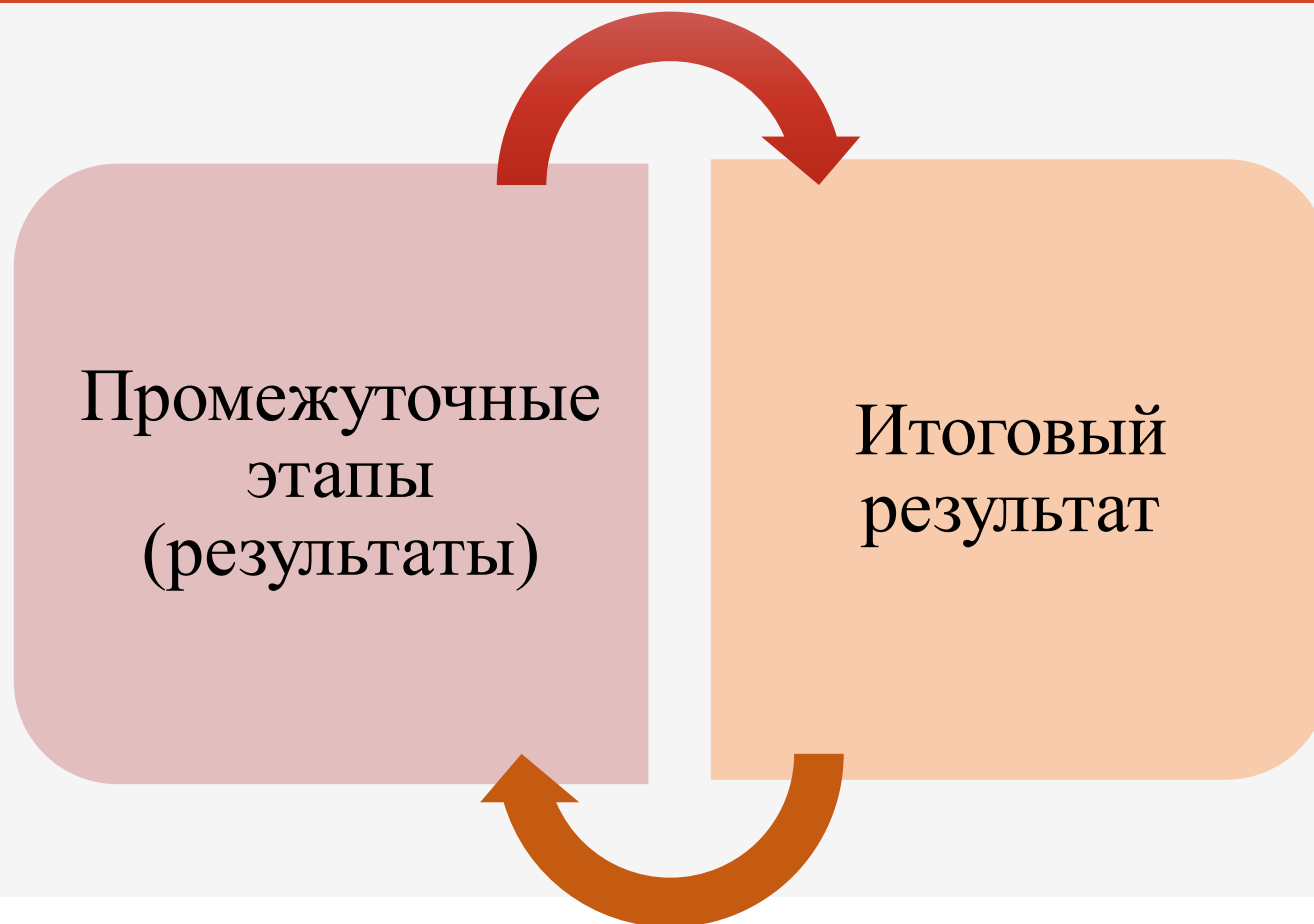 Промежуточные
этапы
(результаты)
Итоговый
результат